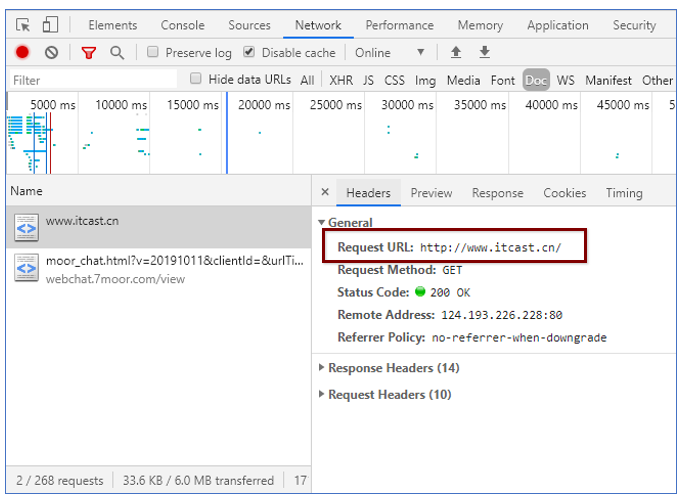 Elements Console Sources Network Performance Memory Application Security
Preserve log Disable cache Online
Filter Hide data URLs All XHR JS CSS Img Media Font Doc WS Manifest Other
5000 ms 10000 ms 15000 ms 20000 ms 25000 ms 30000 ms 35000 ms 40000 ms 45000 ms 5
Name
× Headers Preview Response Cookies Timing
www.itcast.cn
moor_chat.html?v=20191011&clientId=&urlTi...
webchat.7moor.com/view
General
Request URL: http://www.itcast.cn/
Request Method: GET
Status Code: 200 OK
Remote Address: 124.193.226.228:80
Referrer Policy: no-referrer-when-downgrade
Response Headers (14)
Request Headers (10)
2 / 268 requests 33.6 KB / 6.0 MB transferred 17